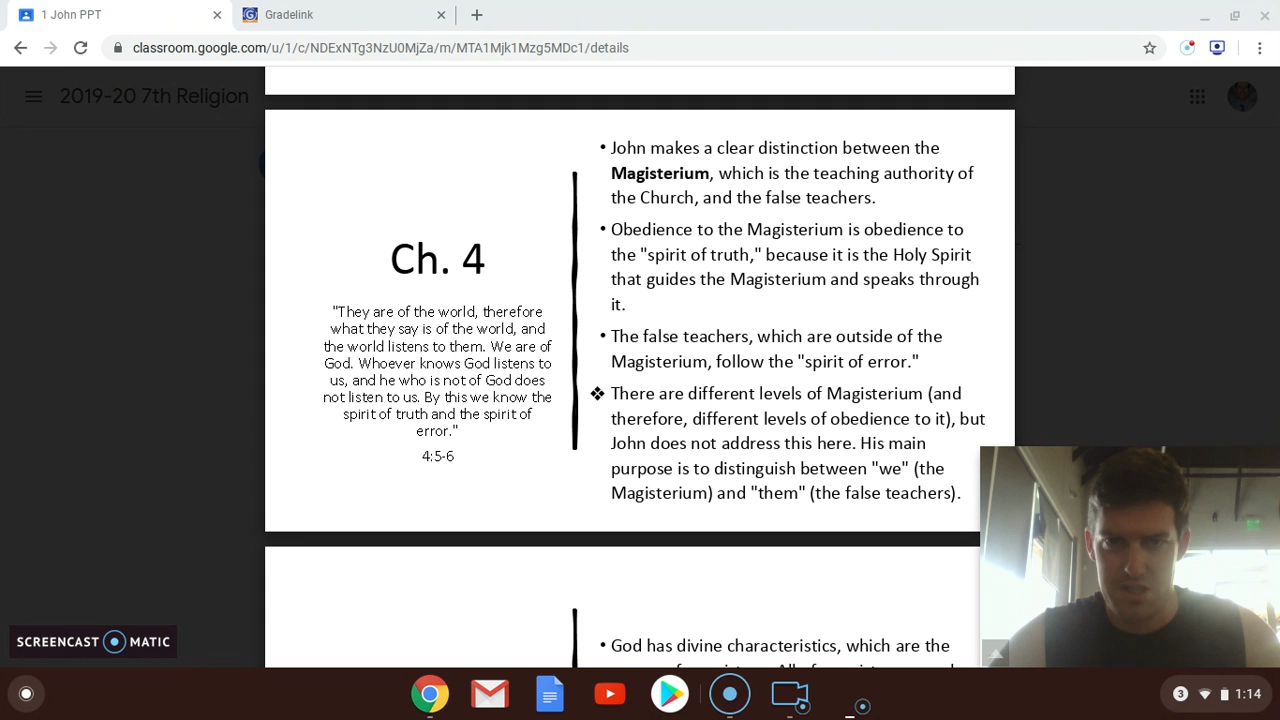 1 John PPT
Gradelink
classroom.google.com/u/1/c/NDExNTg3NzU0MjZa/m/MTA1Mjk1Mzg5MDc1/details
2019-20 7th Religion
Ch. 4
"They are of the world, therefore
what they say is of the world, and
the world listens to them. We are of
God. Whoever knows God listens to
us, and he who is not of God does
not listen to us. By this we know the
spirit of truth and the spirit of
error."
4:5-6
• John makes a clear distinction between the
Magisterium, which is the teaching authority of
the Church, and the false teachers.
• Obedience to the Magisterium is obedience to
the "spirit of truth," because it is the Holy Spirit
that guides the Magisterium and speaks through
it.
• The false teachers, which are outside of the
Magisterium, follow the "spirit of error."
❖ There are different levels of Magisterium (and
therefore, different levels of obedience to it), but
John does not address this here. His main
purpose is to distinguish between "we" (the
Magisterium) and "them" (the false teachers).
• God has divine characteristics, which are the
SCREENCAST MATIC
3
1:14